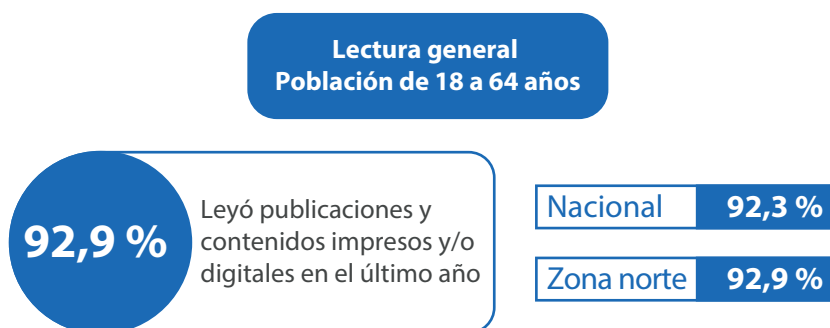 Lectura general
Población de 18 a 64 años
92,9 %
Leyó publicaciones y
contenidos impresos y/o
digitales en el último año
Nacional 92,3 %
Zona norte 92,9 %